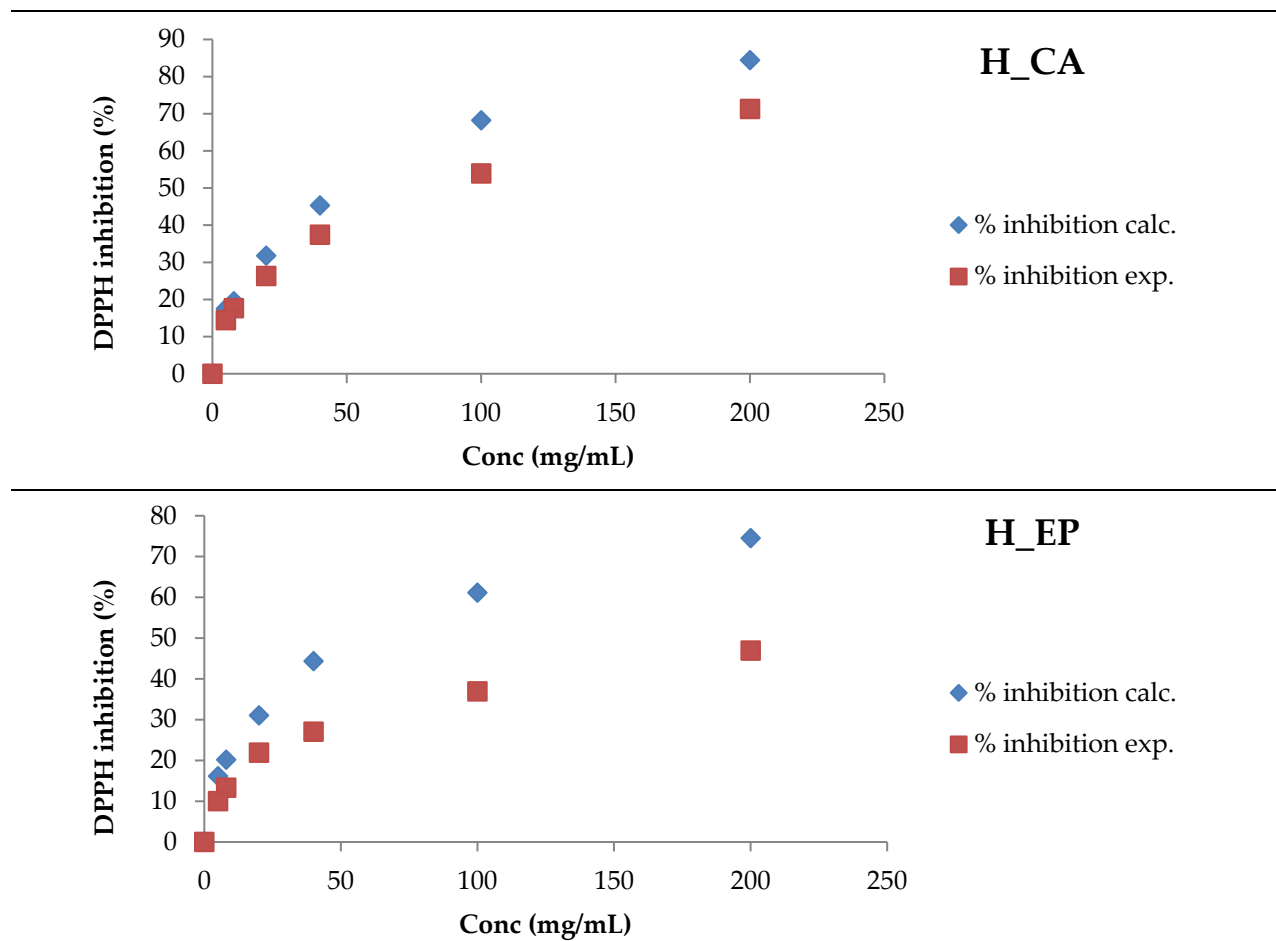 H_CA
DPPH inhibition (%)
90
80
70
60
50
40
30
20
10
0
0 50 100 150 200 250
Conc (mg/mL)
% inhibition calc.
% inhibition exp.
H_EP
DPPH inhibition (%)
80
70
60
50
40
30
20
10
0
0 50 100 150 200 250
Conc (mg/mL)
% inhibition calc.
% inhibition exp.